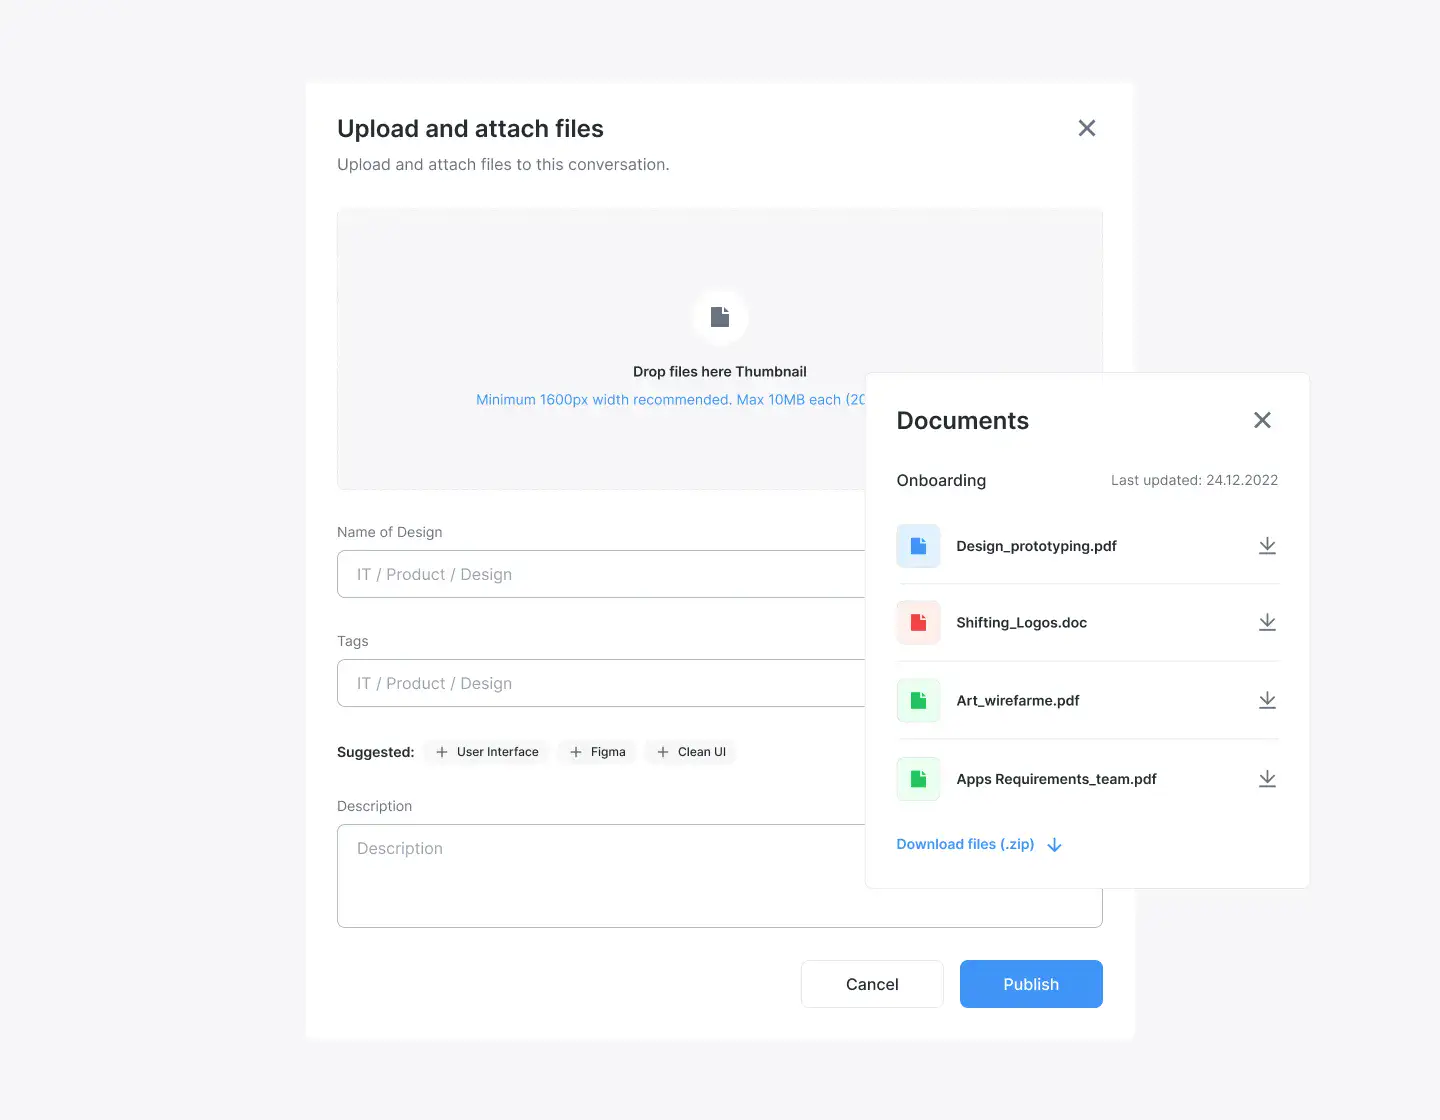 Upload and attach files
Upload and attach files to this conversation.
Drop files here Thumbnail
Minimum 1600px width recommended. Max 10MB each (20
Name of Design
IT / Product / Design
Tags
IT / Product / Design
Suggested:
User Interface
Figma
Clean UI
Description
Description
Cancel
Publish
Documents
Onboarding
Last updated: 24.12.2022
Design_prototyping.pdf
Shifting_Logos.doc
Art_wirefarme.pdf
Apps Requirements_team.pdf
Download files (.zip)